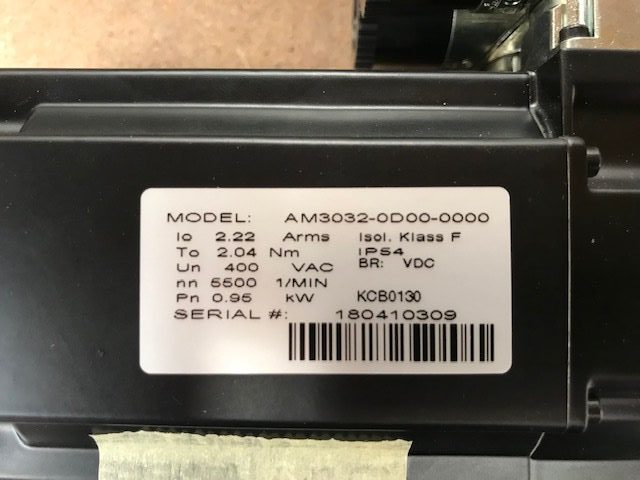 MODEL: AM3032-0D00-0000
Io 2.22 Arms Isol. Klass F
To 2.04 Nm IP54
Un 400 VAC BR: VDC
nn 5500 1/MIN
Pn 0.95 kW KCB0130
SERIAL #: 180410309